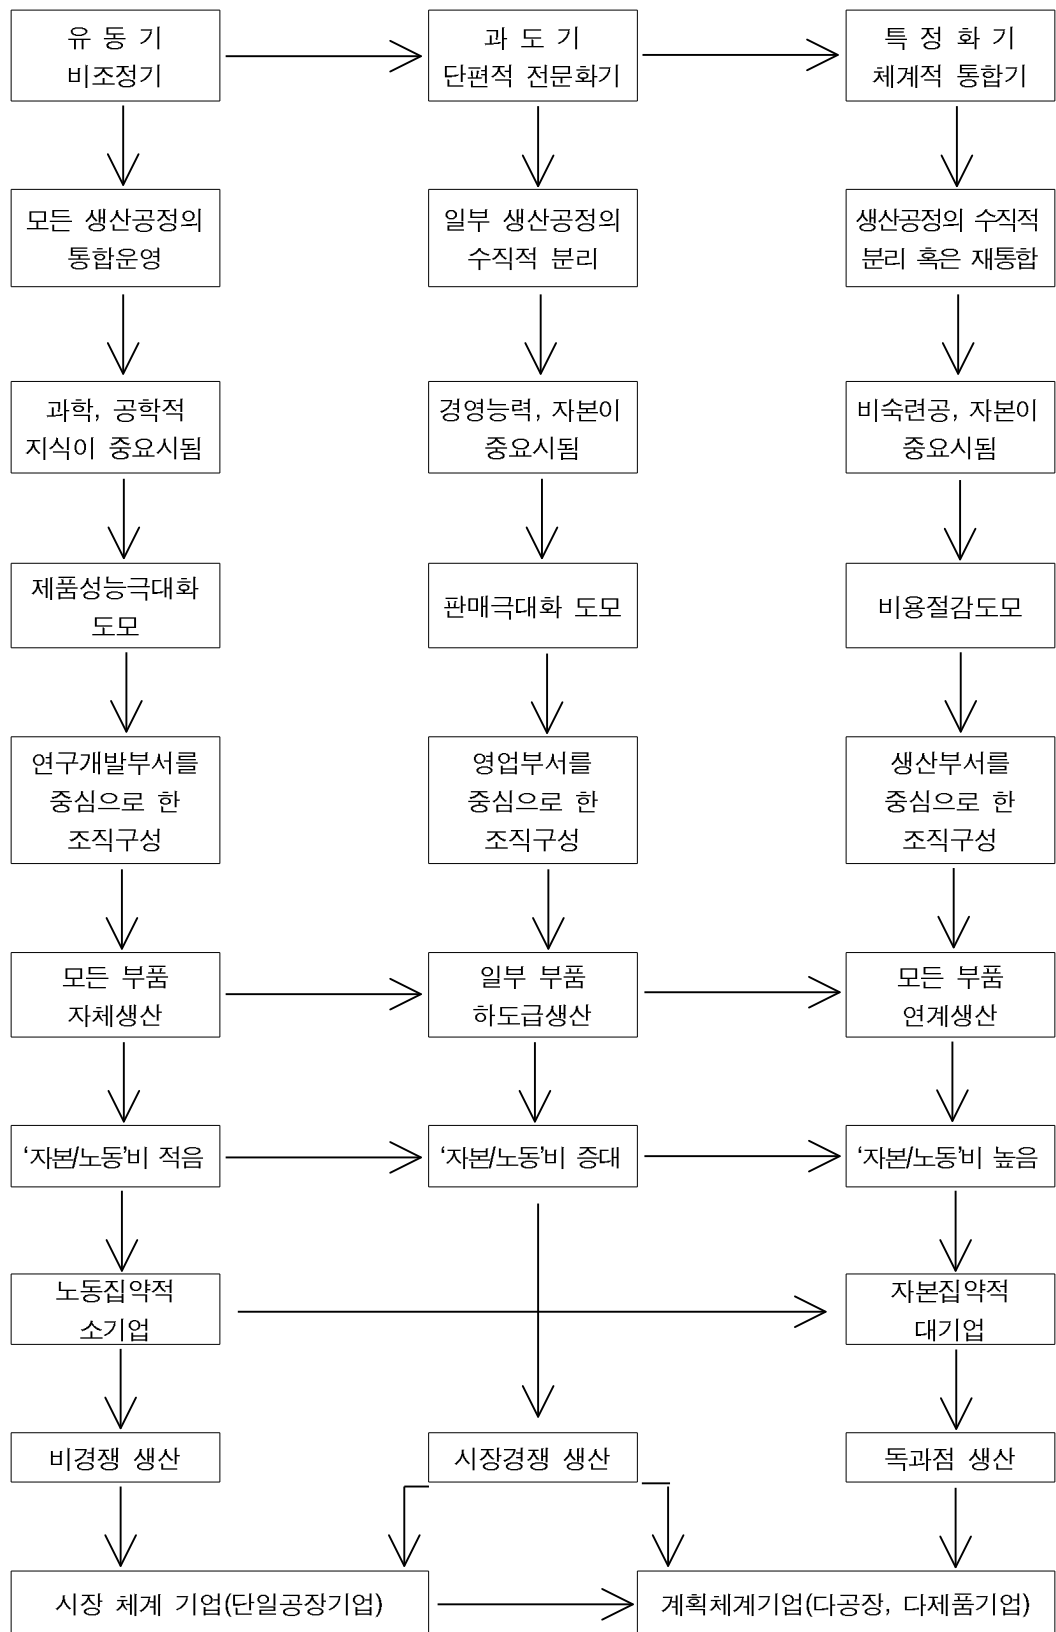 유 동 기
비조정기
과 도 기
단편적 전문화기
특 정 화 기
체계적 통합기
모든 생산공정의
통합운영
일부 생산공정의
수직적 분리
생산공정의 수직적
분리 혹은 재통합
과학, 공학적
지식이 중요시됨
경영능력, 자본이
중요시됨
비숙련공, 자본이
중요시됨
제품성능극대화
도모
판매극대화 도모
비용절감도모
연구개발부서를
중심으로 한
조직구성
영업부서를
중심으로 한
조직구성
생산부서를
중심으로 한
조직구성
모든 부품
자체생산
일부 부품
하도급생산
모든 부품
연계생산
‘자본/노동’비 적음
‘자본/노동’비 증대
‘자본/노동’비 높음
노동집약적
소기업
자본집약적
대기업
비경쟁 생산
시장경쟁 생산
독과점 생산
시장 체계 기업(단일공장기업)
계획체계기업(다공장, 다제품기업)